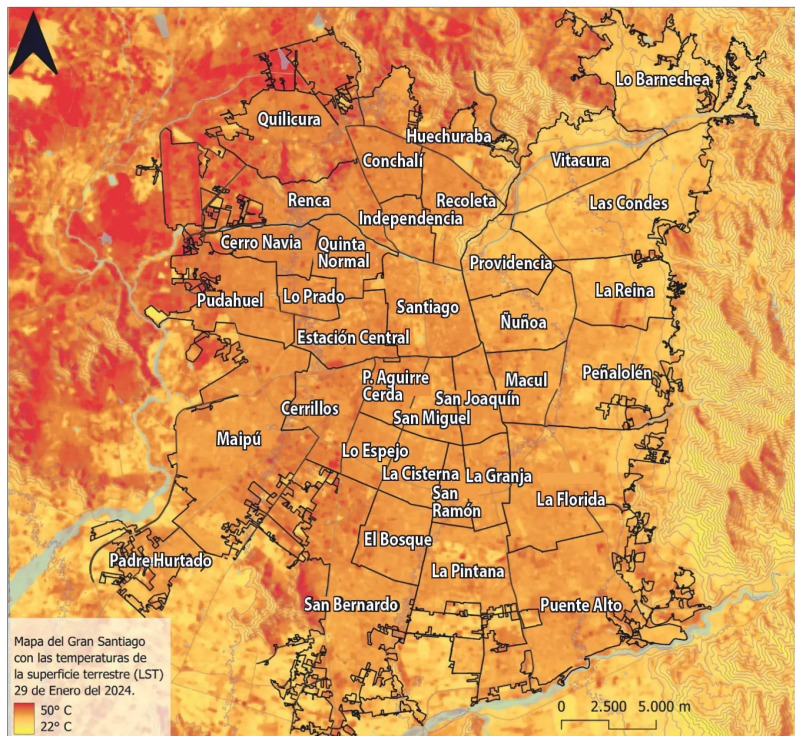 Lo Barnechea
Quilicura
Huechuraba
Conchalí
Vitacura
Renca
Recoleta
Las Condes
Independencia
Cerro Navia
Quinta
Normal
Providencia
Pudahuel
Lo Prado
Santiago
La Reina
Ñuñoa
Estación Central
P. Aguirre
Cerda
Macul
Peñalolén
San Joaquín
Cerrillos
San Miguel
Maipú
Lo Espejo
La Cisterna
La Granja
San
Ramón
La Florida
El Bosque
Padre Hurtado
La Pintana
San Bernardo
Puente Alto
Mapa del Gran Santiago
con las temperaturas de
la superficie terrestre (LST)
29 de Enero del 2024.
50° C
22° C
0 2.500 5.000 m